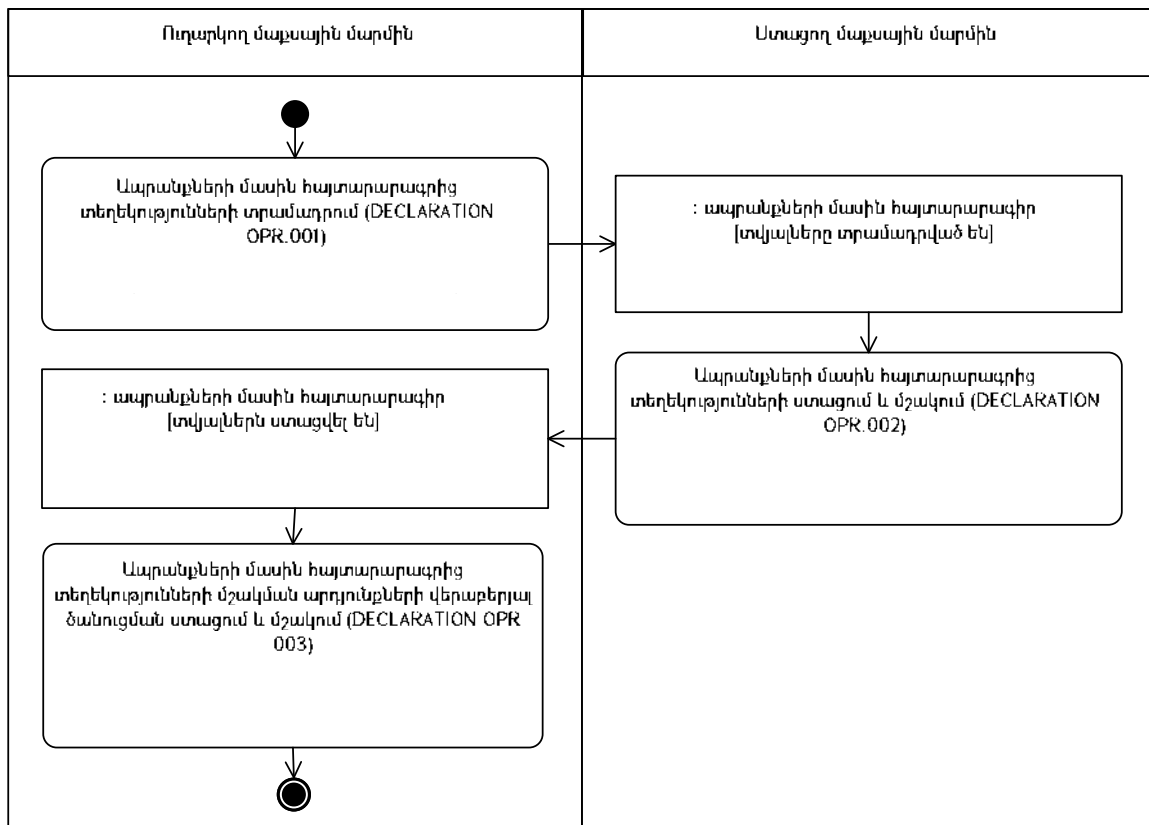 Ուղարկող մաքսային մարմին
Ստացող մաքսային մարմին
Ապրանքների մասին հայտարարագրից
տեղեկությունների տրամադրում (DECLARATION
OPR.001)
: ապրանքների մասին հայտարարագիր
[տվյալները տրամադրված են]
Ապրանքների մասին հայտարարագրից
տեղեկությունների ստացում և մշակում (DECLARATION
OPR.002)
: ապրանքների մասին հայտարարագիր
[տվյալներն ստացվել են]
Ապրանքների մասին հայտարարագրից
տեղեկությունների մշակման արդյունքների վերաբերյալ
ծանուցման ստացում և մշակում (DECLARATION OPR
003)